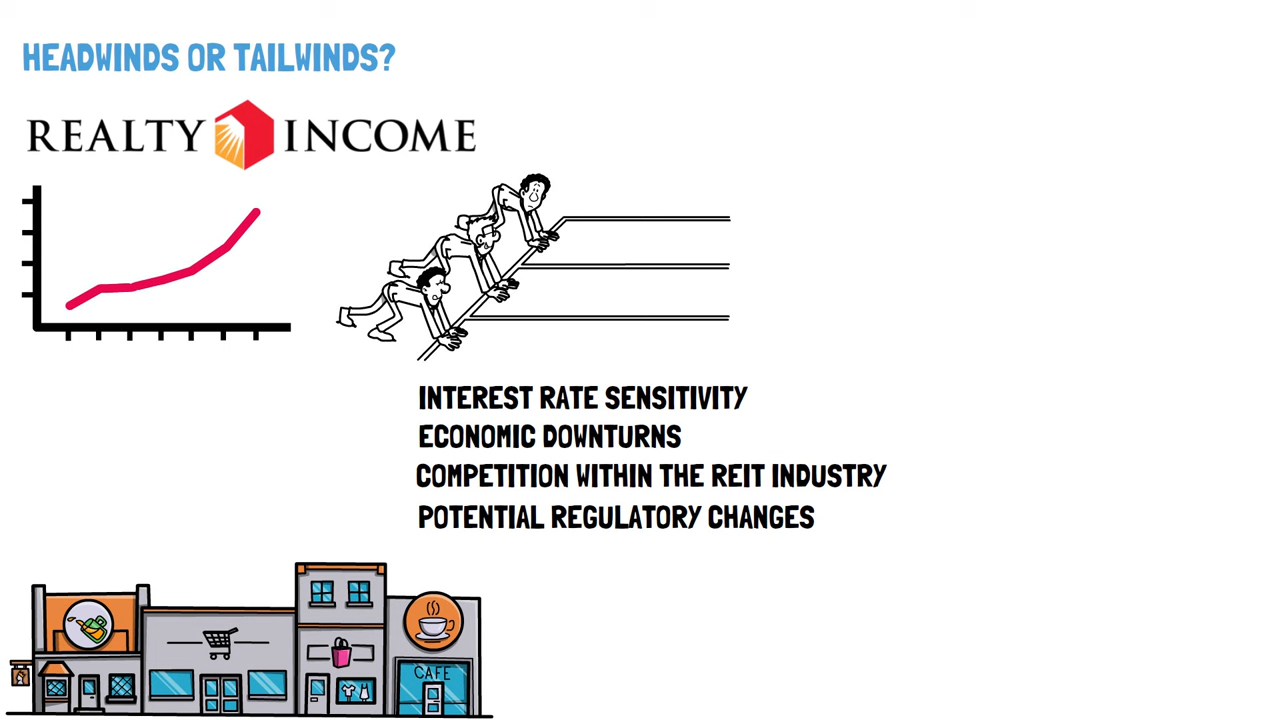 HEADWINDS OR TAILWINDS?
REALTY INCOME
INTEREST RATE SENSITIVITY
ECONOMIC DOWNTURNS
COMPETITION WITHIN THE REIT INDUSTRY
POTENTIAL REGULATORY CHANGES
CAFE